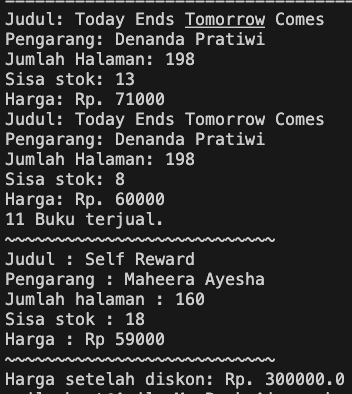 Judul: Today Ends Tomorrow Comes
Pengarang: Denanda Pratiwi
Jumlah Halaman: 198
Sisa stok: 13
Harga: Rp. 71000
Judul: Today Ends Tomorrow Comes
Pengarang: Denanda Pratiwi
Jumlah Halaman: 198
Sisa stok: 8
Harga: Rp. 60000
11 Buku terjual.
~~~~~~~~~~~~~~~~~~~~~~~~~~~
Judul : Self Reward
Pengarang : Maheera Ayesha
Jumlah halaman : 160
Sisa stok : 18
Harga : Rp 59000
~~~~~~~~~~~~~~~~~~~~~~~~~~~
Harga setelah diskon: Rp. 300000.0